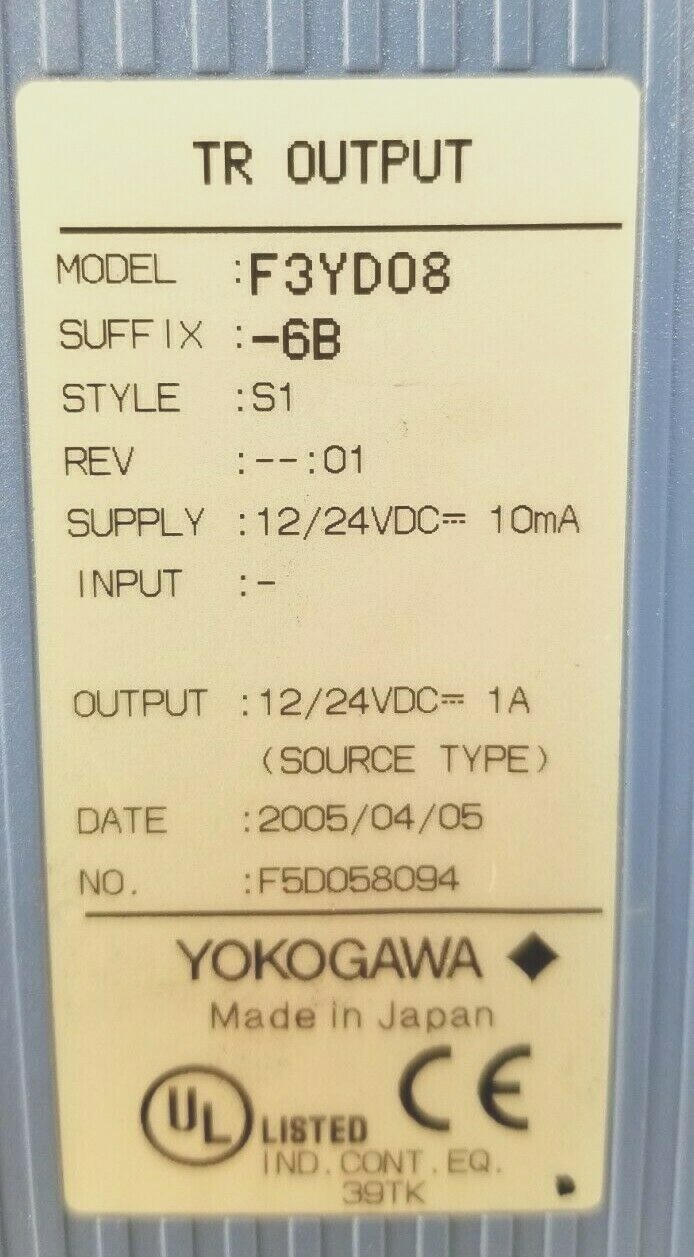 TR OUTPUT
MODEL :F3YD08
SUFFIX :-6B
STYLE :S1
REV :--:01
SUPPLY :12/24VDC⎓ 10mA
INPUT :-
OUTPUT :12/24VDC⎓ 1A
(SOURCE TYPE)
DATE :2005/04/05
NO. :F5D058094
YOKOGAWA ◆
Made in Japan
UL LISTED CE
IND.CONT.EQ.
39TK